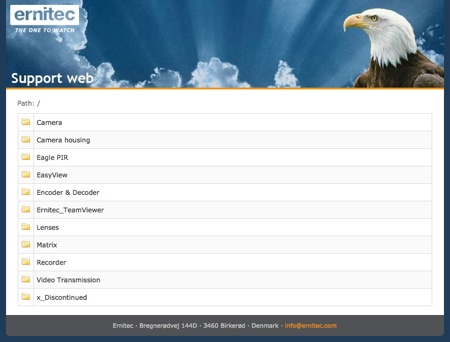 ernitec
THE ONE TO WATCH
Support web
Path: /
Camera
Camera housing
Eagle PIR
EasyView
Encoder & Decoder
Ernitec_TeamViewer
Lenses
Matrix
Recorder
Video Transmission
x_Discontinued
Ernitec - Bregnerødvej 144D - 3460 Birkerød - Denmark - info@ernitec.com